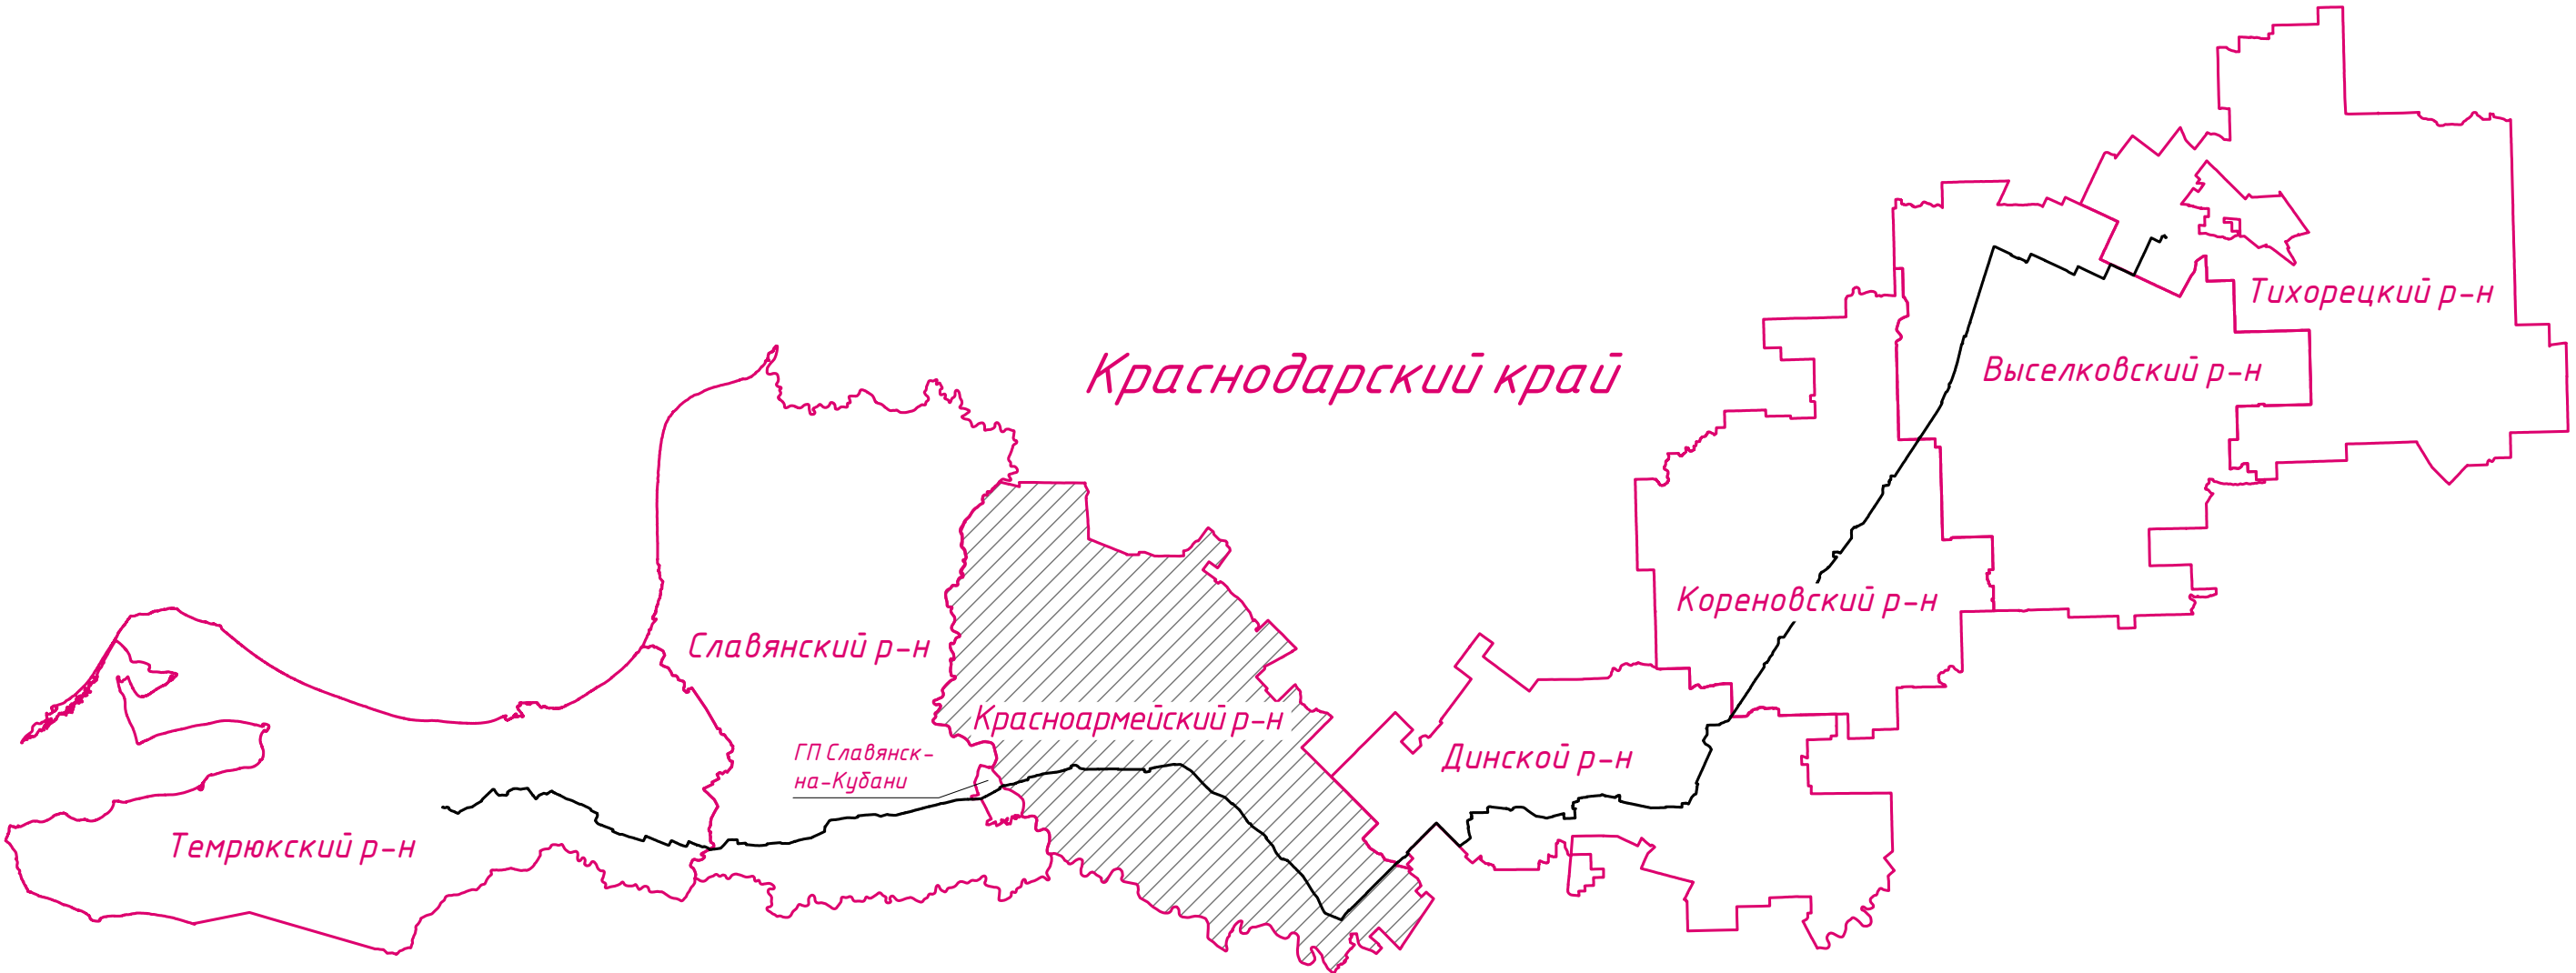 Тихорецкий р-н
Выселковский р-н
Краснодарский край
Кореновский р-н
Славянский р-н
Красноармейский р-н
ГП Славянск-
на-Кубани
Динской р-н
Темрюкский р-н